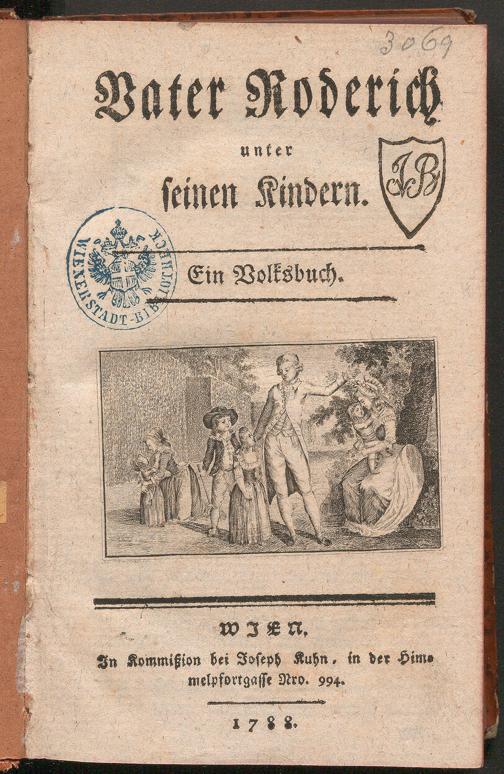 3069
Vater Roderich
unter
seinen Kindern.
JB
WIENER STADT-BIBLIOTHECK
Ein Volksbuch.
WIEN.
In Kommißion bei Joseph Kuhn, in der Him-
melpfortgasse Nro. 994.
1788.